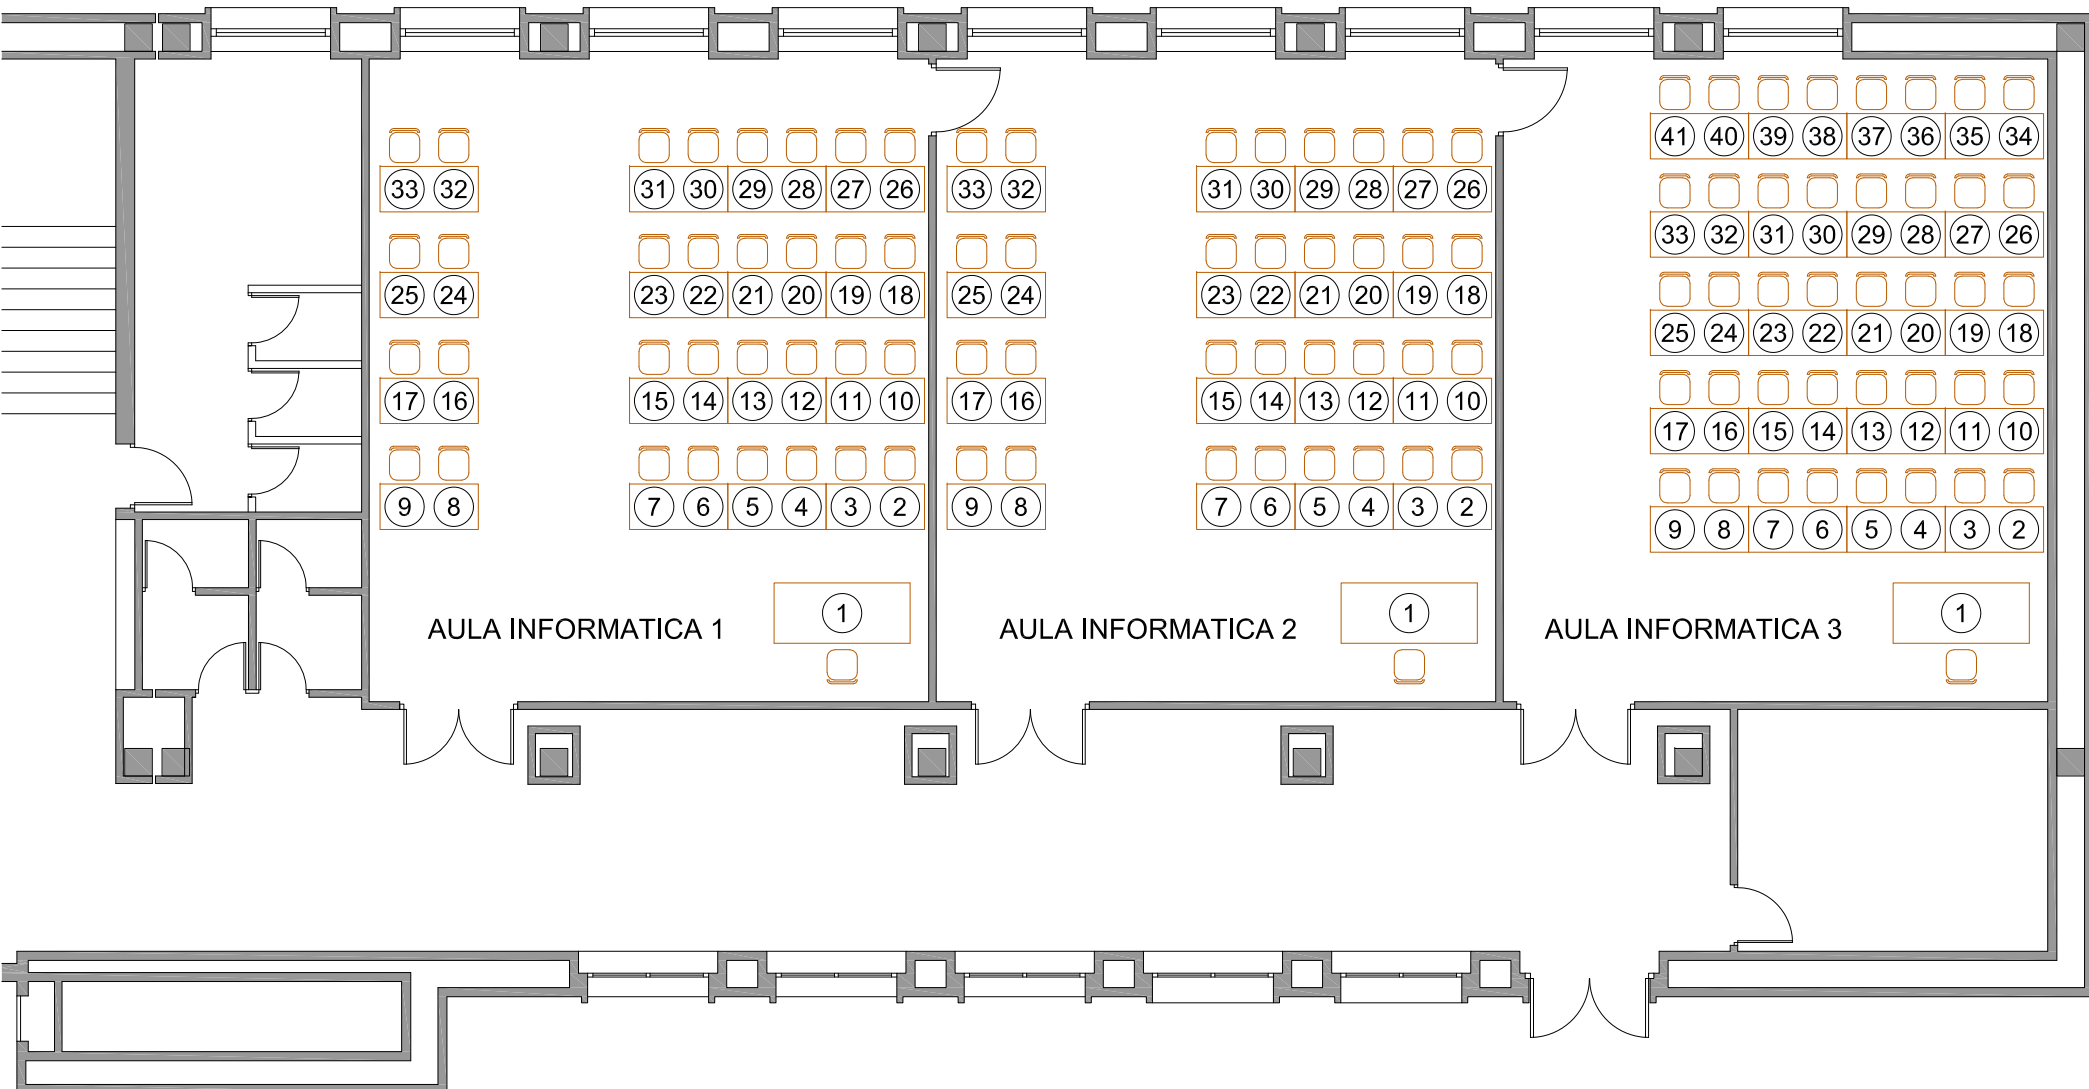 33 32 31 30 29 28 27 26
25 24 23 22 21 20 19 18
17 16 15 14 13 12 11 10
9 8 7 6 5 4 3 2
1
AULA INFORMATICA 1
33 32 31 30 29 28 27 26
25 24 23 22 21 20 19 18
17 16 15 14 13 12 11 10
9 8 7 6 5 4 3 2
1
AULA INFORMATICA 2
41 40 39 38 37 36 35 34
33 32 31 30 29 28 27 26
25 24 23 22 21 20 19 18
17 16 15 14 13 12 11 10
9 8 7 6 5 4 3 2
1
AULA INFORMATICA 3